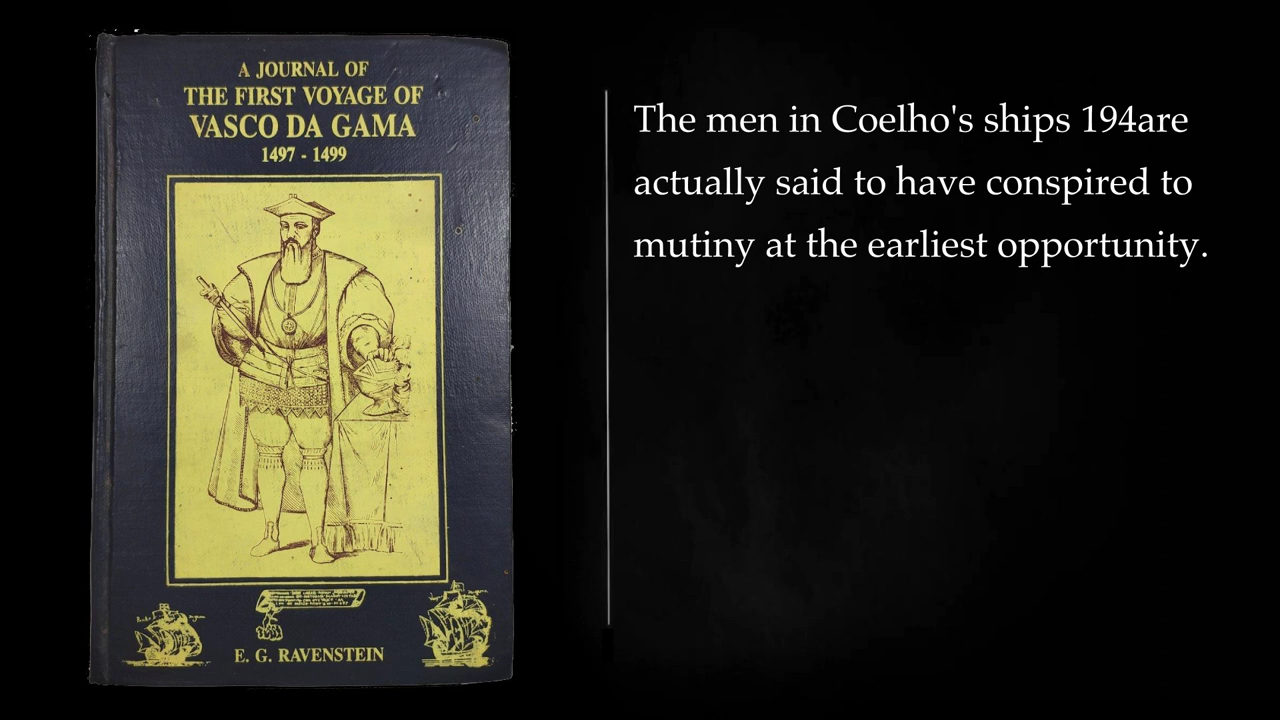 A JOURNAL OF
THE FIRST VOYAGE OF
VASCO DA GAMA
1497 - 1499
E. G. RAVENSTEIN
The men in Coelho's ships 194are
actually said to have conspired to
mutiny at the earliest opportunity.